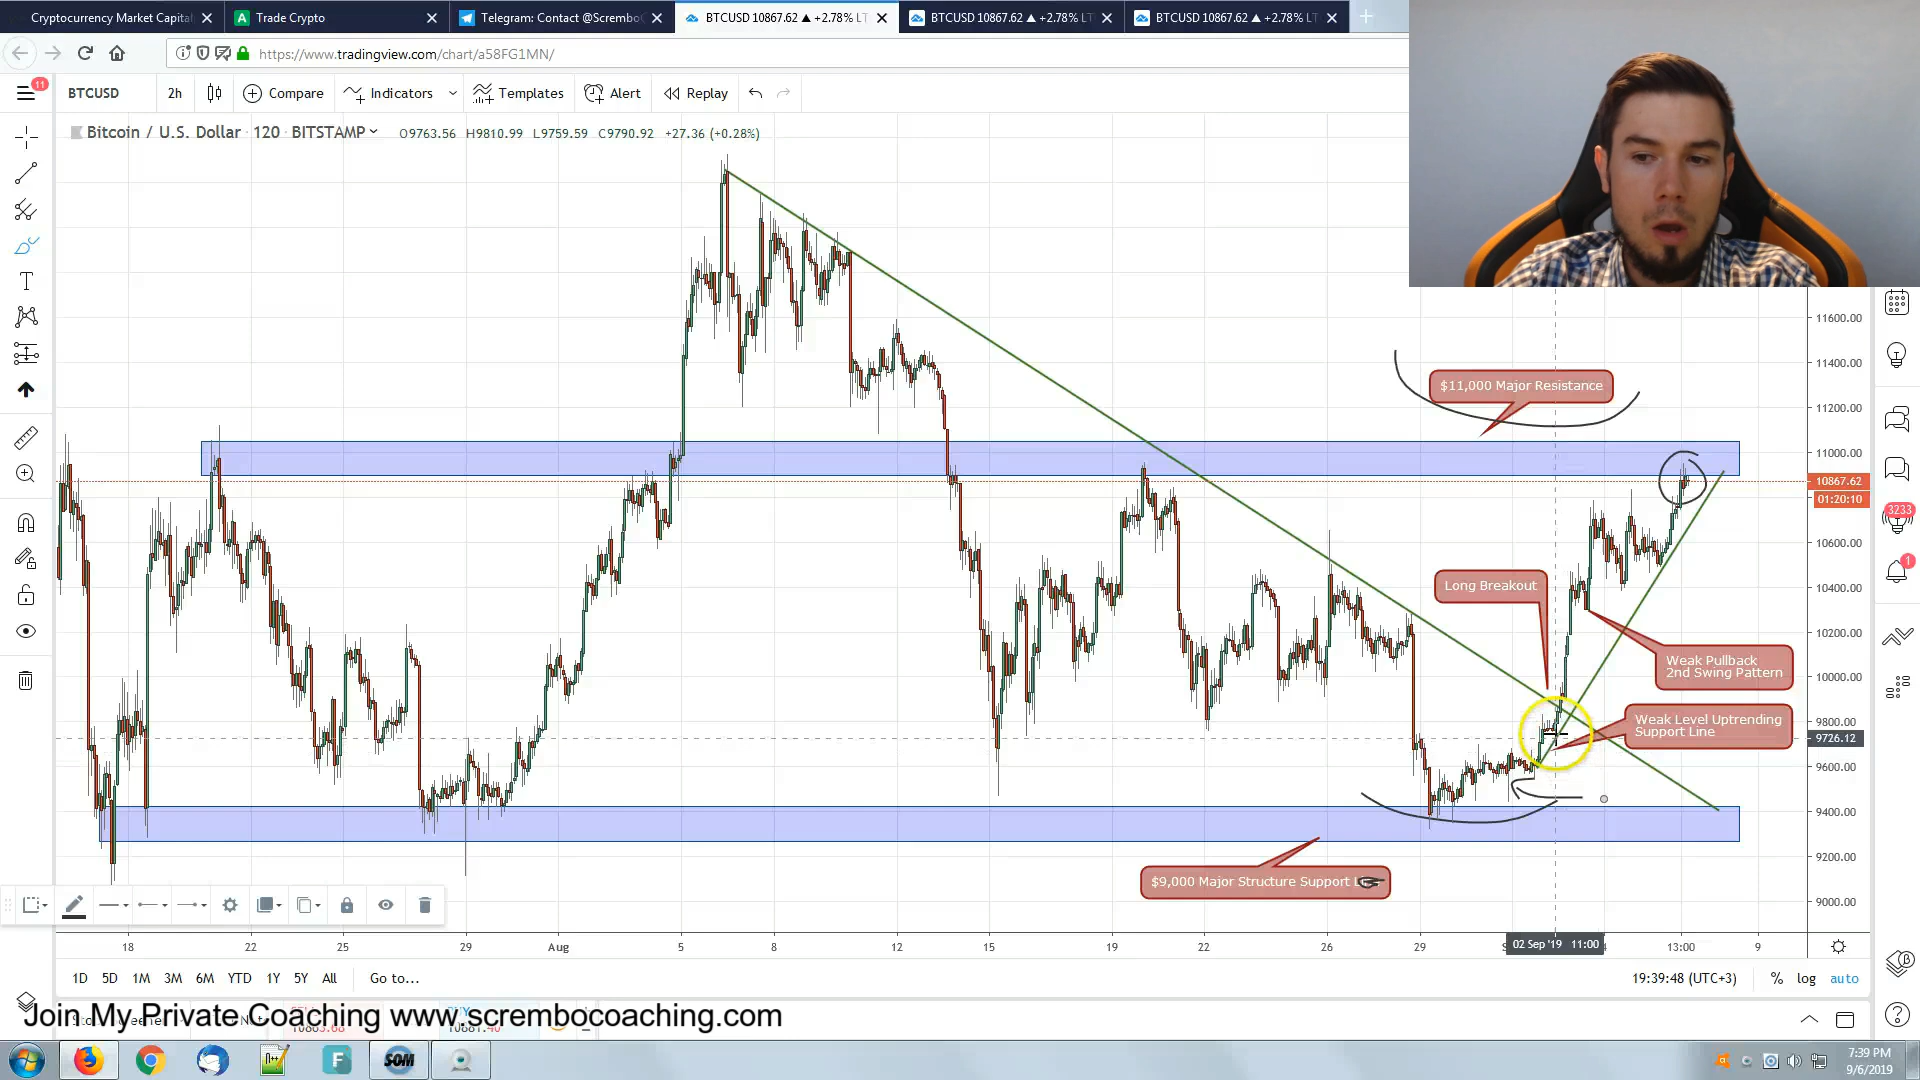 Cryptocurrency Market Capital
Trade Crypto
Telegram: Contact @Scrembo
BTCUSD 10867.62 ▲ +2.78%
BTCUSD 10867.62 ▲ +2.78%
BTCUSD 10867.62 ▲ +2.78%
https://www.tradingview.com/chart/a58FG1MN/
11
BTCUSD
2h
Compare
Indicators
Templates
Alert
Replay
Bitcoin / U.S. Dollar · 120 · BITSTAMP
O9763.56 H9810.99 L9759.59 C9790.92 +27.36 (+0.28%)
11600.00
11400.00
$11,000 Major Resistance
11200.00
11000.00
10867.62
01:20:10
3233
10600.00
1
Long Breakout
10400.00
10200.00
Weak Pullback
2nd Swing Pattern
10000.00
9800.00
Weak Level Uptrending
Support Line
9726.12
9600.00
9400.00
9200.00
$9,000 Major Structure Support
9000.00
18
22
25
29
Aug
5
8
12
15
19
22
26
29
02 Sep '19 11:00
13:00
9
1D
5D
1M
3M
6M
YTD
1Y
5Y
All
Go to...
19:39:48 (UTC+3)
%
log
auto
Join My Private Coaching www.scrembocoaching.com
SOM
7:39 PM
9/6/2019